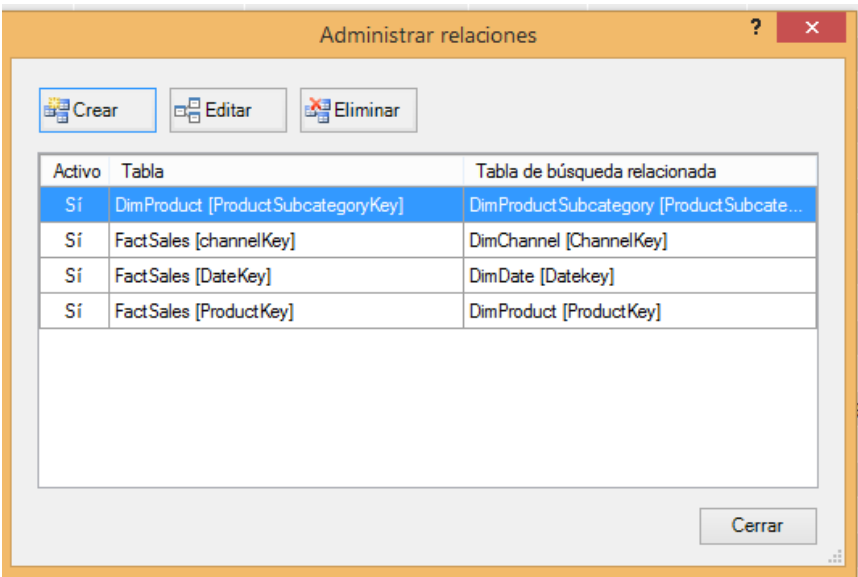 Administrar relaciones ? ×
Crear Editar Eliminar
Activo Tabla Tabla de búsqueda relacionada
Sí DimProduct [ProductSubcategoryKey] DimProductSubcategory [ProductSubcate...
Sí FactSales [channelKey] DimChannel [ChannelKey]
Sí FactSales [DateKey] DimDate [Datekey]
Sí FactSales [ProductKey] DimProduct [ProductKey]
Cerrar